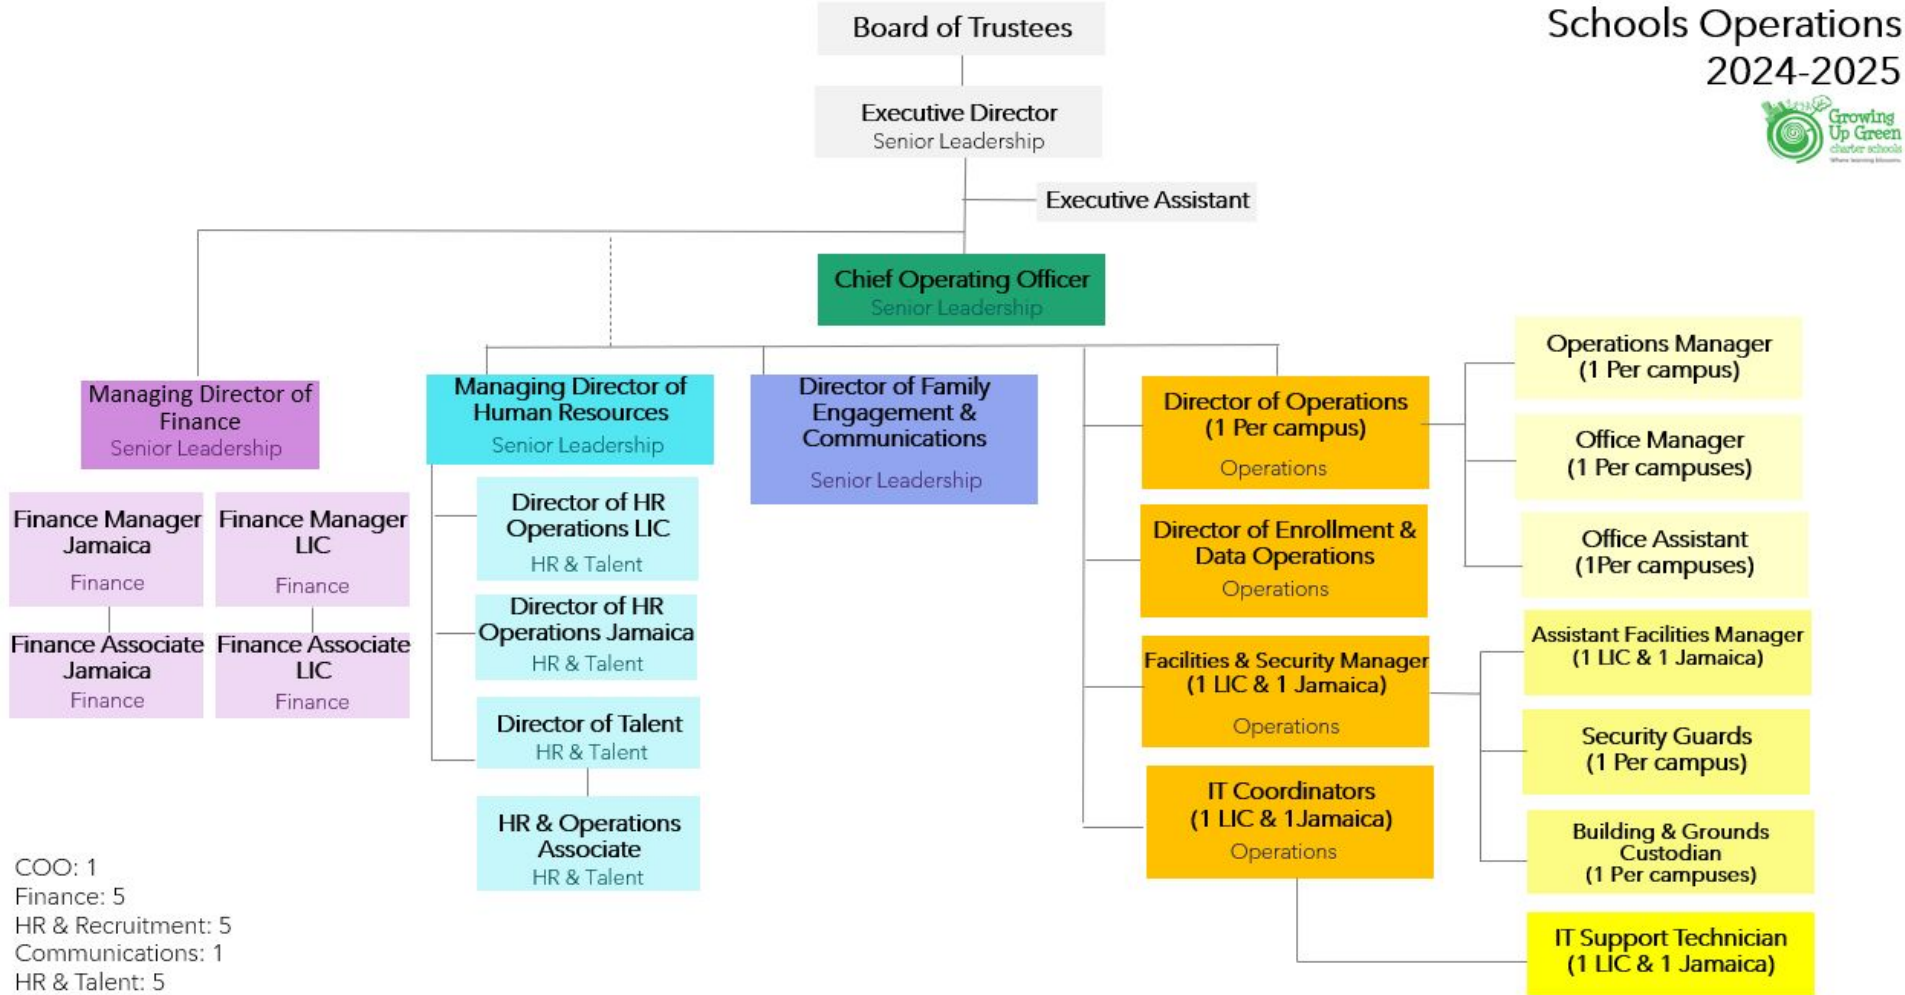 Schools Operations
2024-2025
Growing
Up Green
charter schools
Where learning blossoms
Board of Trustees
Executive Director
Senior Leadership
Executive Assistant
Chief Operating Officer
Senior Leadership
Managing Director of
Finance
Senior Leadership
Finance Manager
Jamaica
Finance
Finance Manager
LIC
Finance
Finance Associate
Jamaica
Finance
Finance Associate
LIC
Finance
Managing Director of
Human Resources
Senior Leadership
Director of HR
Operations LIC
HR & Talent
Director of HR
Operations Jamaica
HR & Talent
Director of Talent
HR & Talent
HR & Operations
Associate
HR & Talent
Director of Family
Engagement &
Communications
Senior Leadership
Director of Operations
(1 Per campus)
Operations
Director of Enrollment &
Data Operations
Operations
Facilities & Security Manager
(1 LIC & 1 Jamaica)
Operations
IT Coordinators
(1 LIC & 1Jamaica)
Operations
Operations Manager
(1 Per campus)
Office Manager
(1 Per campuses)
Office Assistant
(1Per campuses)
Assistant Facilities Manager
(1 LIC & 1 Jamaica)
Security Guards
(1 Per campus)
Building & Grounds
Custodian
(1 Per campuses)
IT Support Technician
(1 LIC & 1 Jamaica)
COO: 1
Finance: 5
HR & Recruitment: 5
Communications: 1
HR & Talent: 5